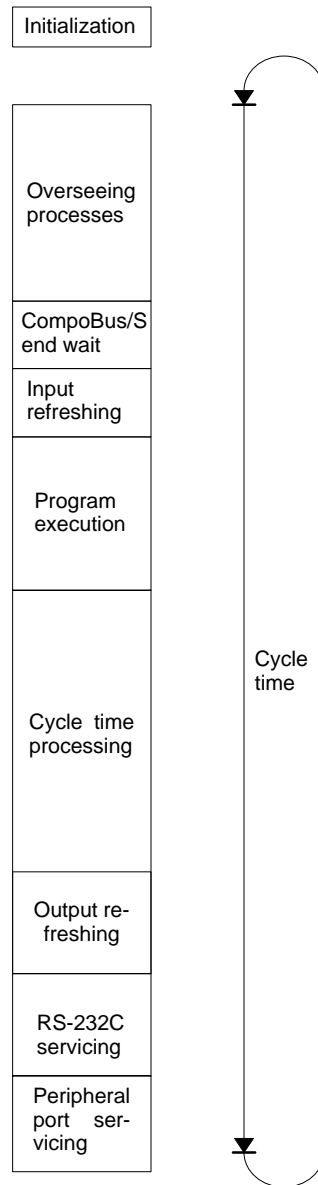 Initialization
Overseeing
processes
CompoBus/S
end wait
Input
refreshing
Program
execution
Cycle time
processing
Cycle
time
Output re-
freshing
RS-232C
servicing
Peripheral
port ser-
vicing